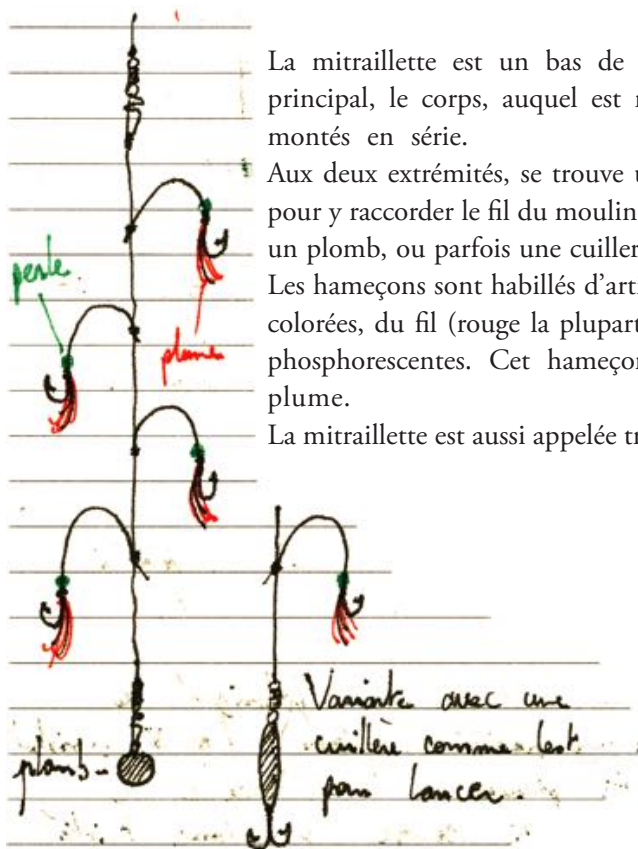 La mitraillette est un bas de
principal, le corps, auquel est
montés en série.
Aux deux extrémités, se trouve
pour y raccorder le fil du moulin
un plomb, ou parfois une cuiller
Les hameçons sont habillés d'art
colorées, du fil (rouge la plupart
phosphorescentes. Cet hameçon
plume.
La mitraillette est aussi appelée
perle
plume
plomb
Variante avec une
cuillère comme lest
pour lancer.